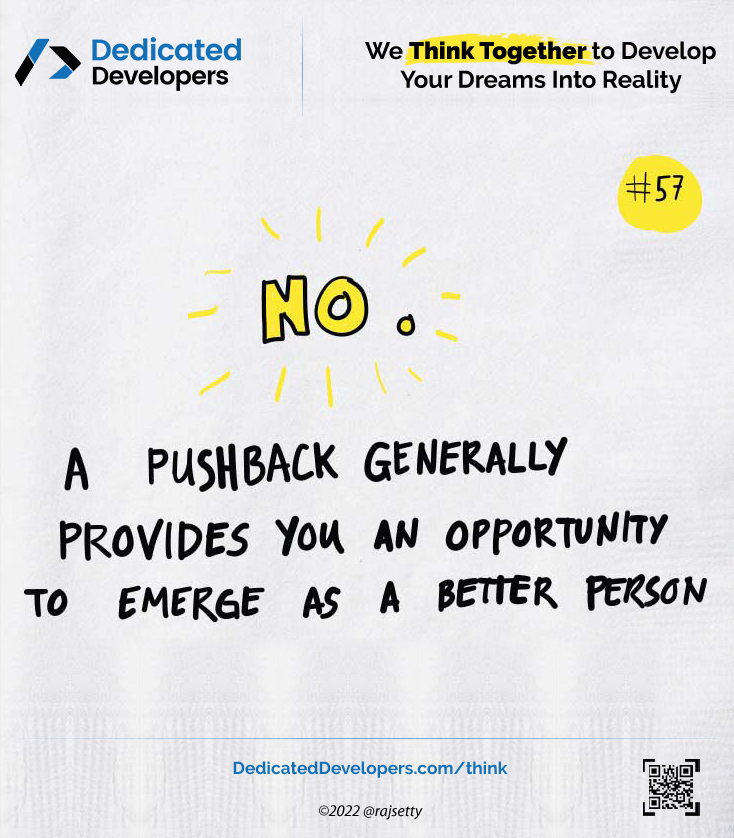 Dedicated
Developers
We Think Together to Develop
Your Dreams Into Reality
#57
NO.
A PUSHBACK GENERALLY
PROVIDES YOU AN OPPORTUNITY
TO EMERGE AS A BETTER PERSON
DedicatedDevelopers.com/think
©2022 @rajsetty